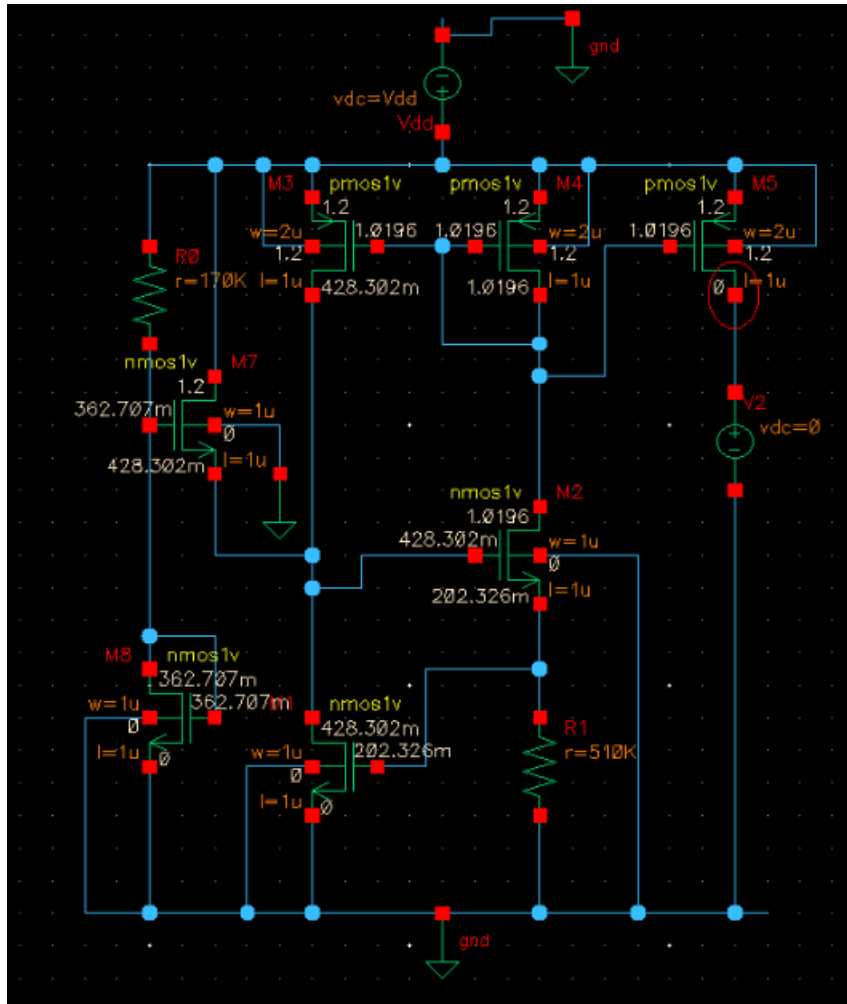 gnd
vdc=Vdd
Vdd
M3 pmos1v pmos1v M4 pmos1v M5
1.2 1.2 1.2
w=2u 1.0196 1.0196 w=2u 1.0196 w=2u
1.2 1.2 1.2
R0
r=170K l=1u 428.302m 1.0196 l=1u 0 l=1u
nmos1v M7
1.2
362.707m w=1u
0
428.302m l=1u
V2
vdc=0
nmos1v M2
1.0196
428.302m w=1u
0
202.326m l=1u
M8 nmos1v
362.707m
w=1u 362.707m
0
l=1u 0
nmos1v
428.302m
w=1u 202.326m
0
l=1u 0
R1
r=510K
gnd